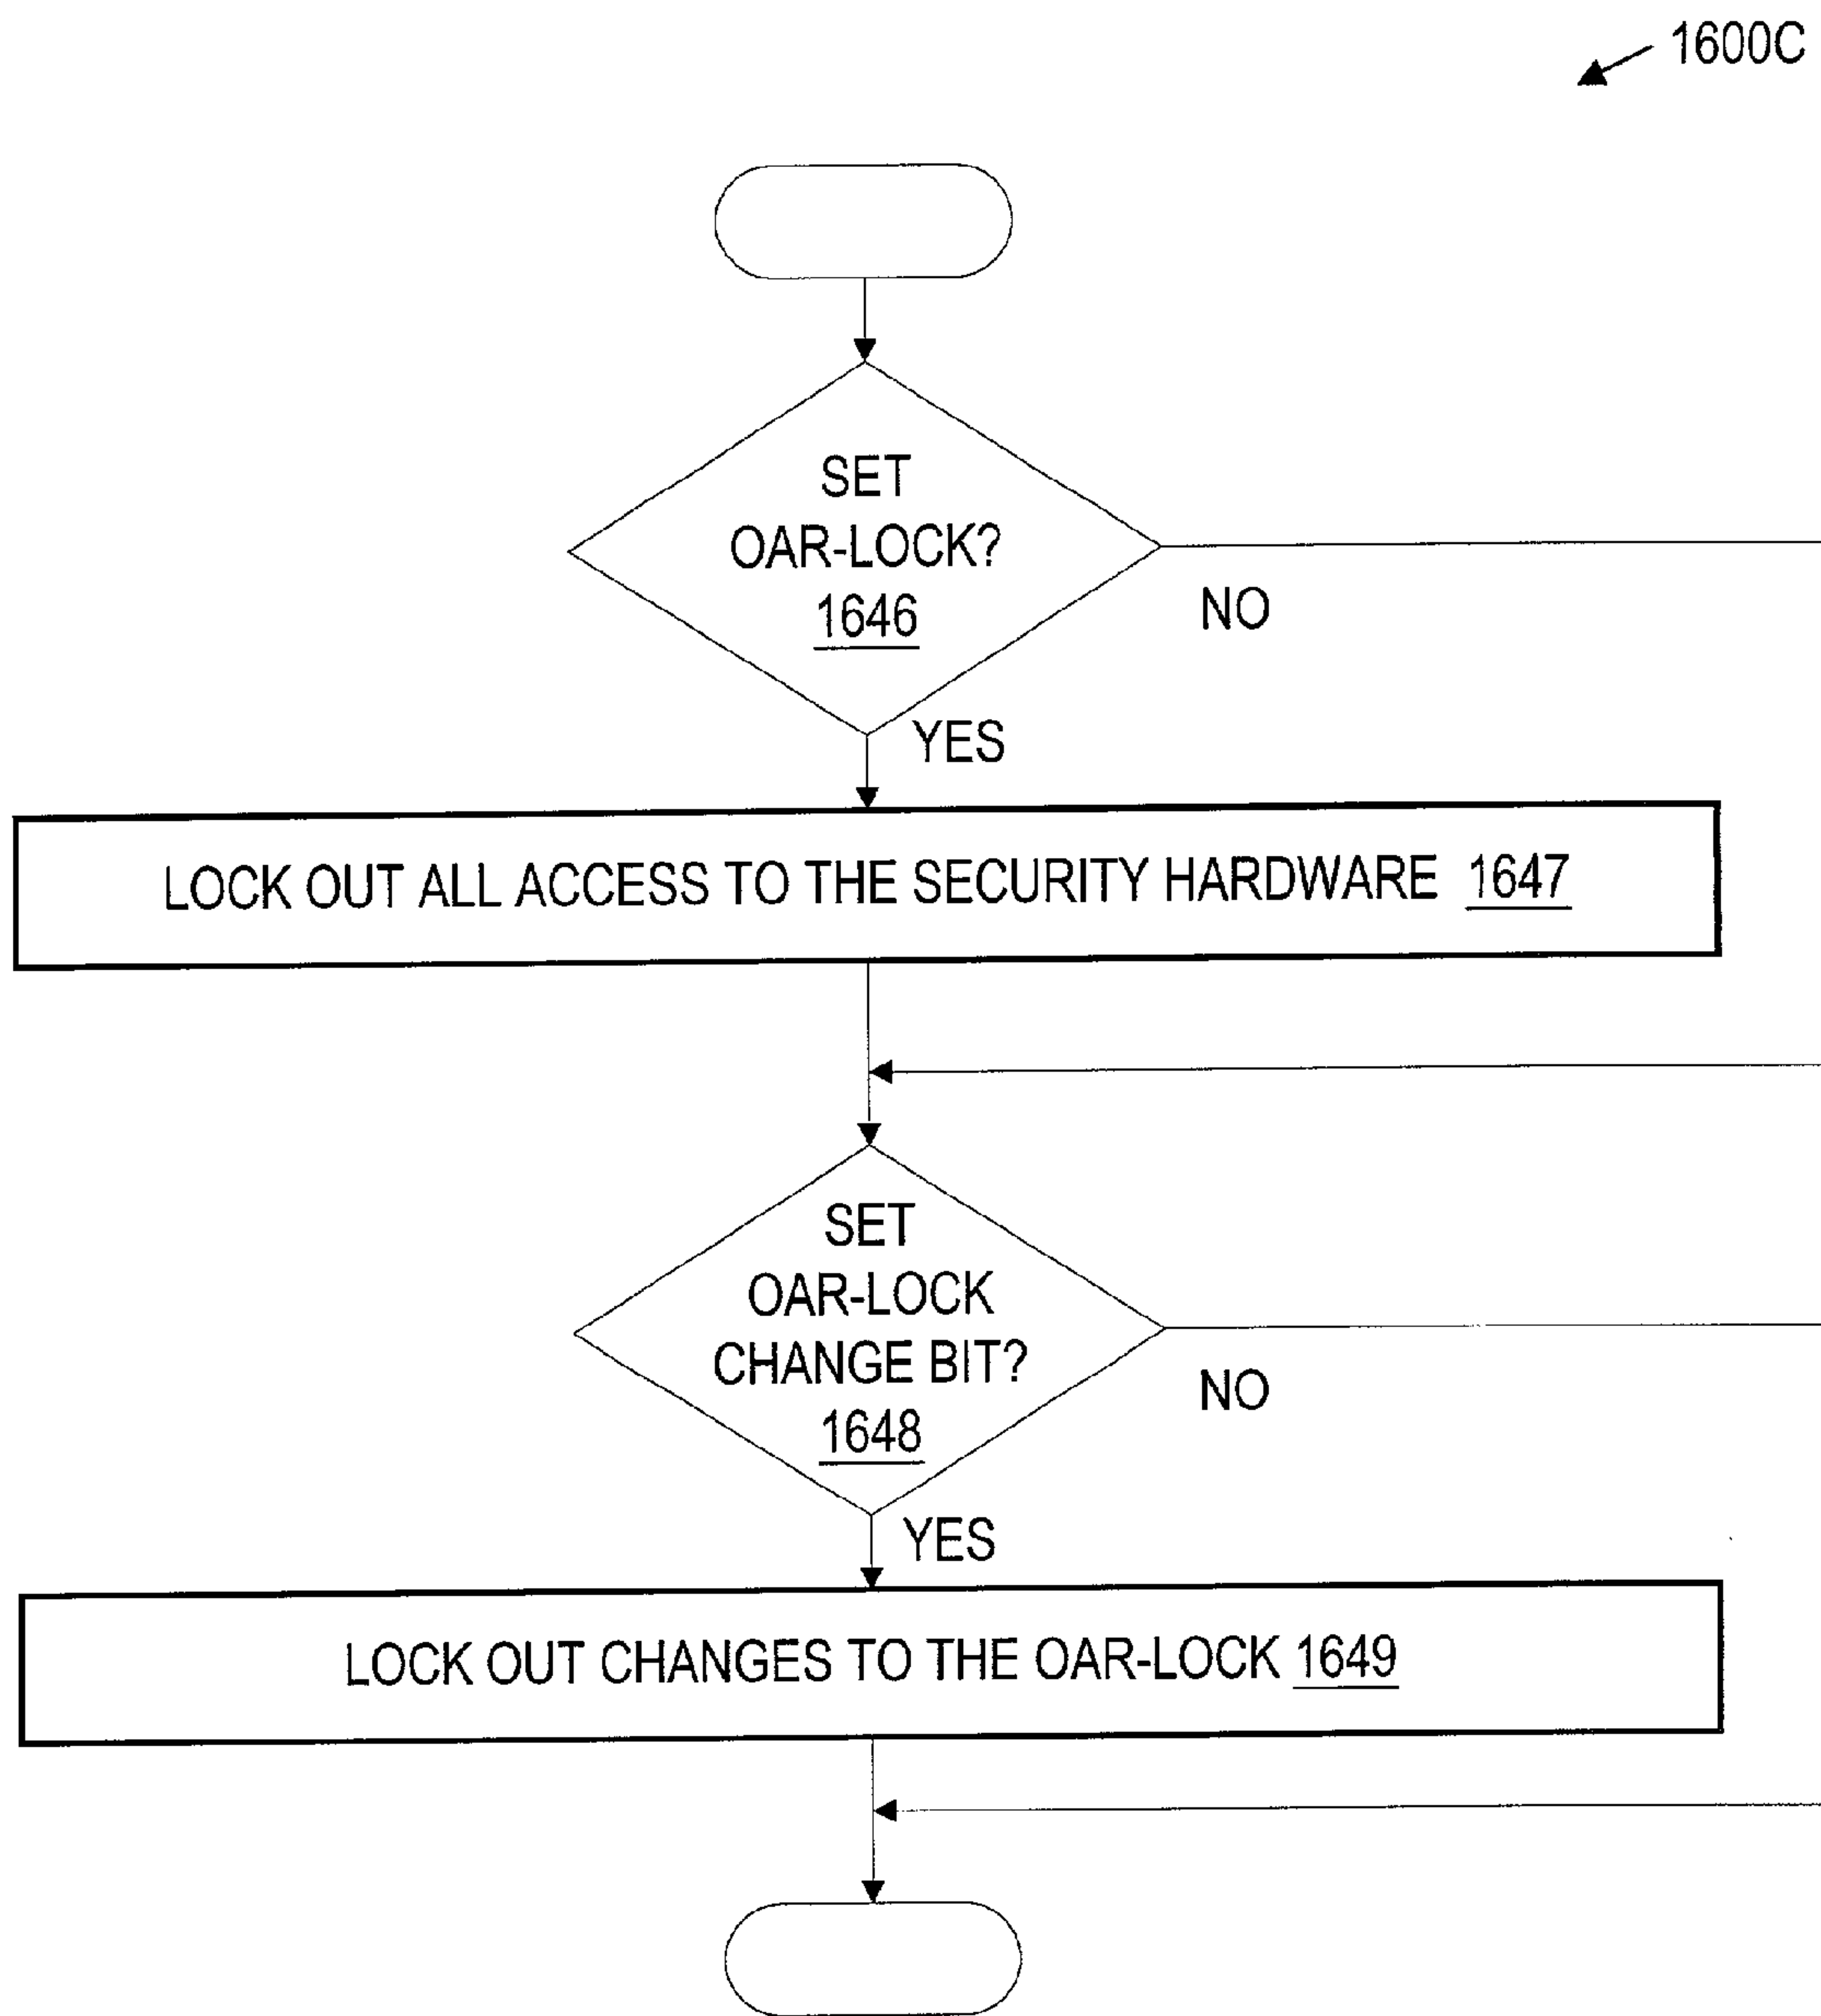 1600C
SET
OAR-LOCK?
1646
NO
YES
LOCK OUT ALL ACCESS TO THE SECURITY HARDWARE 1647
SET
OAR-LOCK
CHANGE BIT?
1648
NO
YES
LOCK OUT CHANGES TO THE OAR-LOCK 1649